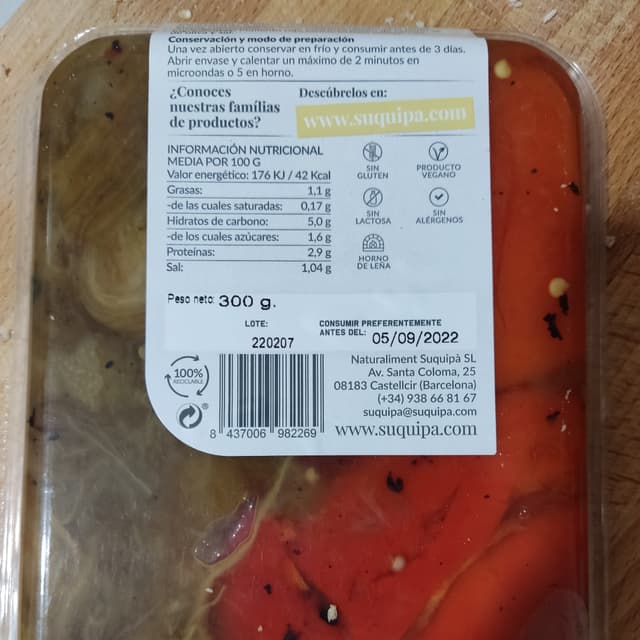 Conservación y modo de preparación
Una vez abierto conservar en frío y consumir antes de 3 días.
Abrir envase y calentar un máximo de 2 minutos en
microondas o 5 en horno.
¿Conoces
nuestras famílias
de productos?
Descúbrelos en:
www.suquipa.com
INFORMACIÓN NUTRICIONAL
MEDIA POR 100 G
Valor energético: 176 KJ / 42 Kcal
Grasas: 1,1 g
-de las cuales saturadas: 0,17 g
Hidratos de carbono: 5,0 g
-de los cuales azúcares: 1,6 g
Proteínas: 2,9 g
Sal: 1,04 g
SIN
GLUTEN
PRODUCTO
VEGANO
SIN
LACTOSA
SIN
ALÉRGENOS
HORNO
DE LEÑA
Peso neto: 300 g.
LOTE:
220207
CONSUMIR PREFERENTEMENTE
ANTES DEL: 05/09/2022
100%
RECICLABLE
8 437006 982269
Naturaliment Suquipà SL
Av. Santa Coloma, 25
08183 Castellcir (Barcelona)
(+34) 938 66 81 67
suquipa@suquipa.com
www.suquipa.com